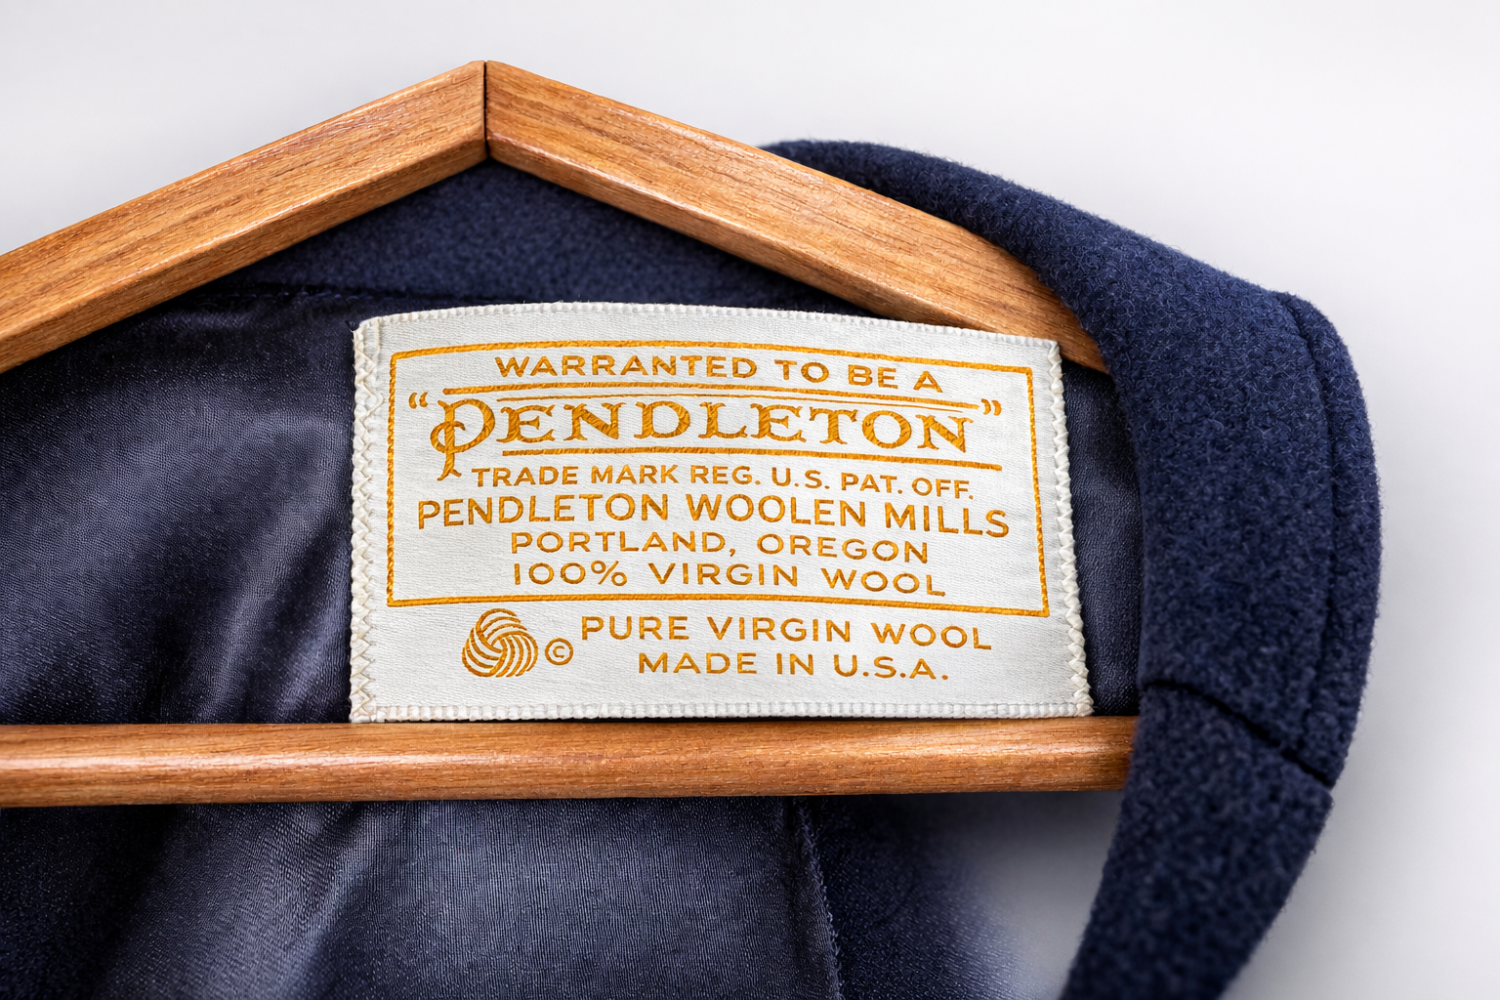 WARRANTED TO BE A
“PENDLETON”
TRADE MARK REG. U.S. PAT. OFF.
PENDLETON WOOLEN MILLS
PORTLAND, OREGON
100% VIRGIN WOOL
© PURE VIRGIN WOOL
MADE IN U.S.A.